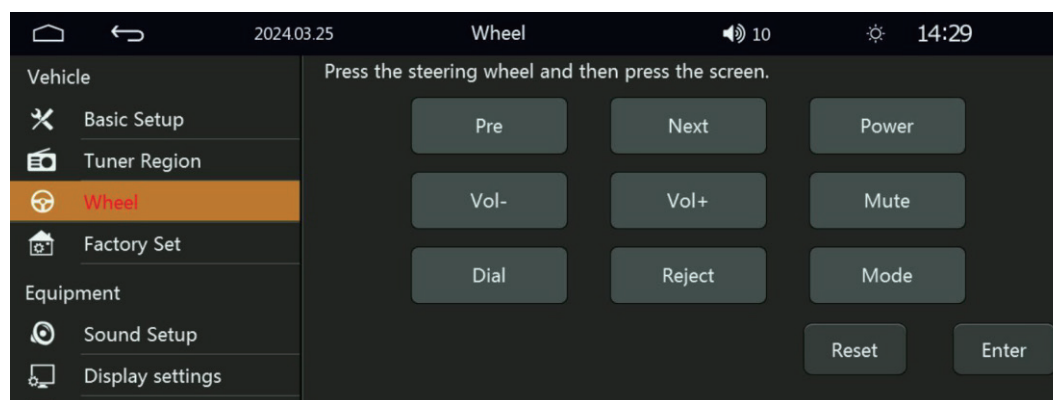 2024.03.25 Wheel 10 14:29
Vehicle
Basic Setup
Tuner Region
Wheel
Factory Set
Equipment
Sound Setup
Display settings
Press the steering wheel and then press the screen.
Pre Next Power
Vol- Vol+ Mute
Dial Reject Mode
Reset Enter